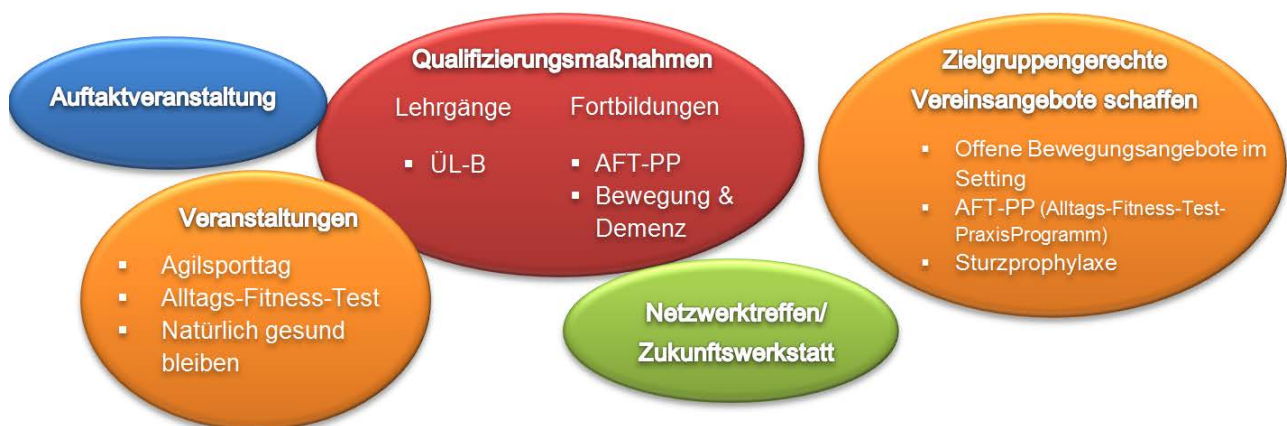 Auftaktveranstaltung
Qualifizierungsmaßnahmen
Lehrgänge
▪ ÜL-B
Fortbildungen
▪ AFT-PP
▪ Bewegung &
Demenz
Zielgruppengerechte
Vereinsangebote schaffen
▪ Offene Bewegungsangebote im
Setting
▪ AFT-PP (Alltags-Fitness-Test-
PraxisProgramm)
▪ Sturzprophylaxe
Veranstaltungen
▪ Agilsporttag
▪ Alltags-Fitness-Test
▪ Natürlich gesund
bleiben
Netzwerktreffen/
Zukunftswerkstatt